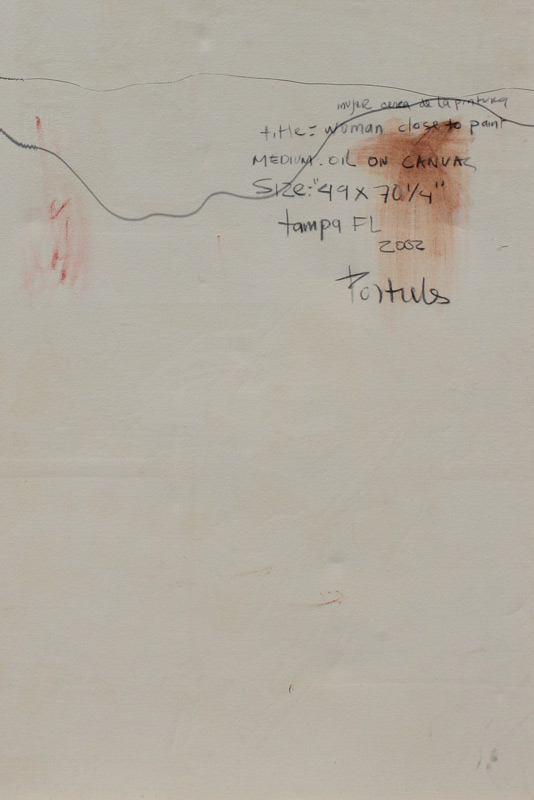 mujer cerca de la pintura
title: woman close to paint
MEDIUM. OIL ON CANVAS
Size: "49 x 70 1/4"
tampa FL
2002